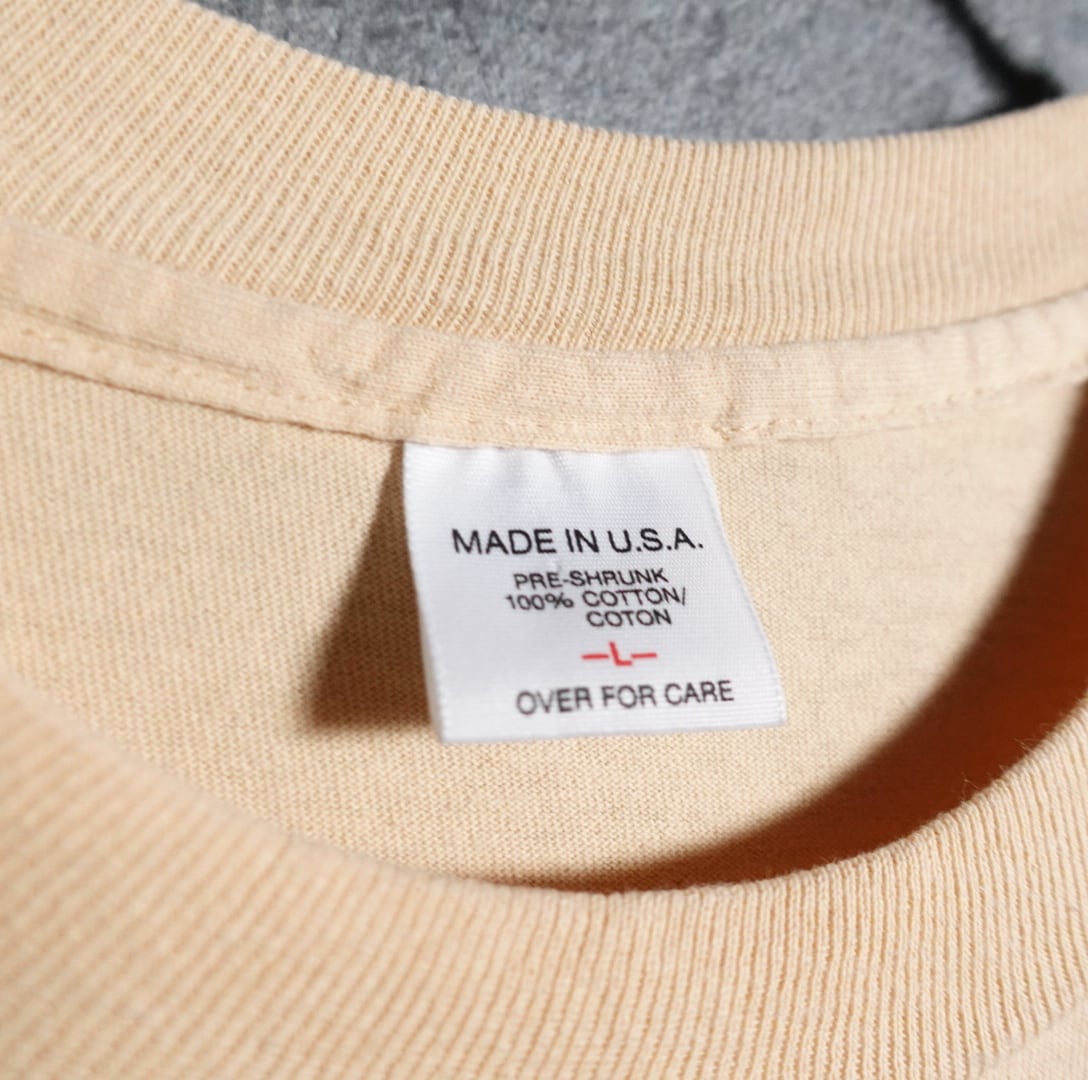 MADE IN U.S.A.
PRE-SHRUNK
100% COTTON/
COTON
—L—
OVER FOR CARE